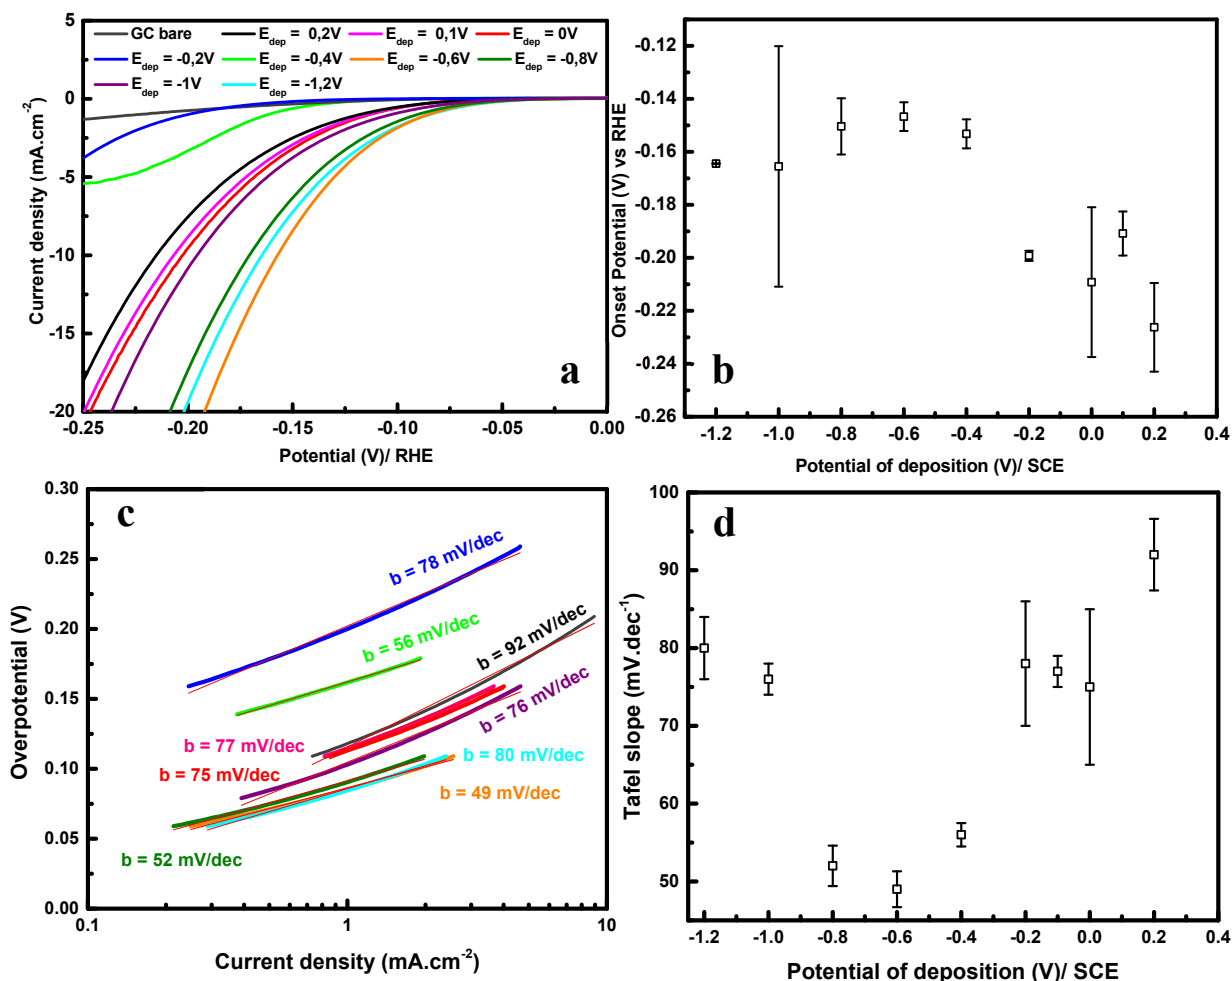 GC bare
E_dep = 0,2V
E_dep = 0,1V
E_dep = 0V
E_dep = -0,2V
E_dep = -0,4V
E_dep = -0,6V
E_dep = -0,8V
E_dep = -1V
E_dep = -1,2V
5
0
-5
-10
-15
-20
-0.25
-0.20
-0.15
-0.10
-0.05
0.00
Current density (mA.cm⁻²)
Potential (V)/ RHE
a
-0.12
-0.14
-0.16
-0.18
-0.20
-0.22
-0.24
-0.26
-1.2
-1.0
-0.8
-0.6
-0.4
-0.2
0.0
0.2
0.4
Onset Potential (V) vs RHE
Potential of deposition (V)/ SCE
b
c
0.30
0.25
0.20
0.15
0.10
0.05
0.00
0.1
1
10
Overpotential (V)
Current density (mA.cm⁻²)
b = 78 mV/dec
b = 56 mV/dec
b = 92 mV/dec
b = 76 mV/dec
b = 77 mV/dec
b = 75 mV/dec
b = 80 mV/dec
b = 49 mV/dec
b = 52 mV/dec
d
100
90
80
70
60
50
-1.2
-1.0
-0.8
-0.6
-0.4
-0.2
0.0
0.2
0.4
Tafel slope (mV.dec⁻¹)
Potential of deposition (V)/ SCE